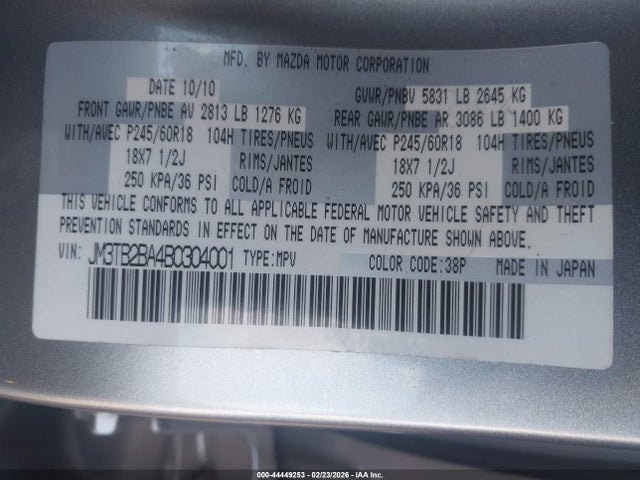 MFD. BY MAZDA MOTOR CORPORATION
DATE 10/10 GVWR/PNBV 5831 LB 2645 KG
FRONT GAWR/PNBE AV 2813 LB 1276 KG REAR GAWR/PNBE AR 3086 LB 1400 KG
WITH/AVEC P245/60R18 104H TIRES/PNEUS WITH/AVEC P245/60R18 104H TIRES/PNEUS
18X7 1/2J RIMS/JANTES 18X7 1/2J RIMS/JANTES
250 KPA/36 PSI COLD/A FROID 250 KPA/36 PSI COLD/A FROID
THIS VEHICLE CONFORMS TO ALL APPLICABLE FEDERAL MOTOR VEHICLE SAFETY AND THEFT
PREVENTION STANDARDS IN EFFECT ON THE DATE OF MANUFACTURE SHOWN ABOVE.
VIN: JM3TB2BA4B0304001 TYPE:MPV COLOR CODE:38P MADE IN JAPAN
000-44449253 - 02/23/2026 - Copyright © 2026 IAA, Inc.